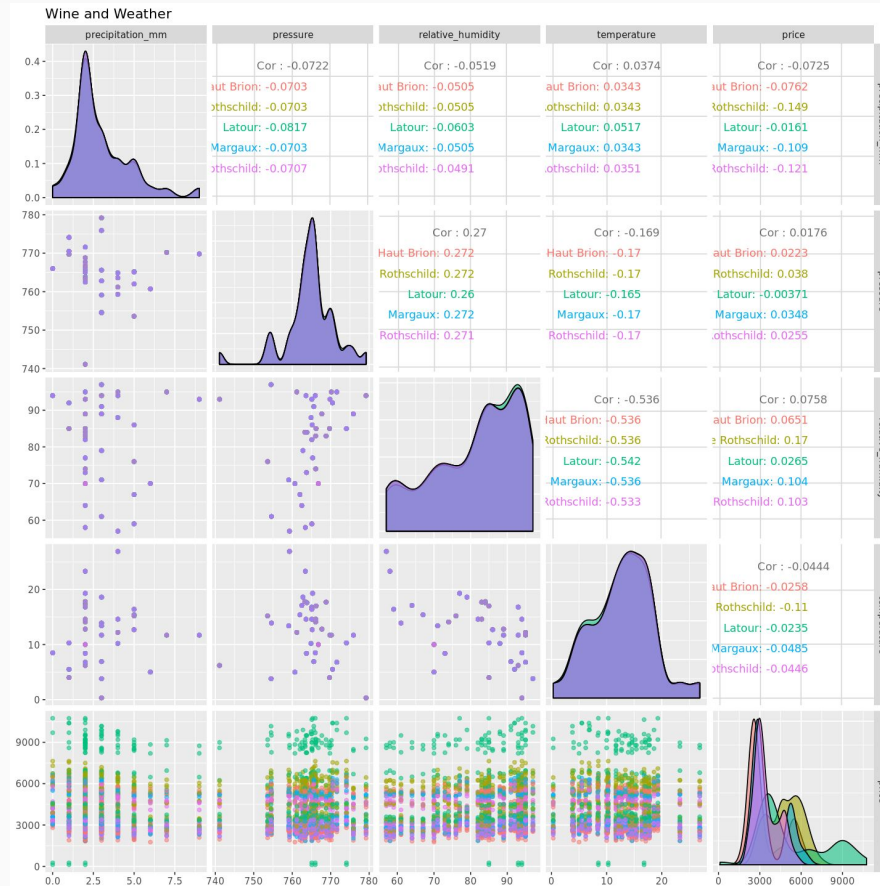 Wine and Weather
precipitation_mm pressure relative_humidity temperature price
0.4
0.3
0.2
0.1
0.0
Cor : -0.0722
aut Brion: -0.0703
othschild: -0.0703
Latour: -0.0817
Margaux: -0.0703
othschild: -0.0707
Cor : -0.0519
aut Brion: -0.0505
othschild: -0.0505
Latour: -0.0603
Margaux: -0.0505
othschild: -0.0491
Cor : 0.0374
aut Brion: 0.0343
othschild: 0.0343
Latour: 0.0517
Margaux: 0.0343
othschild: 0.0351
Cor : -0.0725
aut Brion: -0.0762
Rothschild: -0.149
Latour: -0.0161
Margaux: -0.109
Rothschild: -0.121
780
770
760
750
740
Cor : 0.27
Haut Brion: 0.272
Rothschild: 0.272
Latour: 0.26
Margaux: 0.272
Rothschild: 0.271
Cor : -0.169
Haut Brion: -0.17
Rothschild: -0.17
Latour: -0.165
Margaux: -0.17
Rothschild: -0.17
Cor : 0.0176
aut Brion: 0.0223
Rothschild: 0.038
Latour: -0.00371
Margaux: 0.0348
othschild: 0.0255
90
80
70
60
Cor : -0.536
Haut Brion: -0.536
Rothschild: -0.536
Latour: -0.542
Margaux: -0.536
Rothschild: -0.533
Cor : 0.0758
aut Brion: 0.0651
e Rothschild: 0.17
Latour: 0.0265
Margaux: 0.104
Rothschild: 0.103
20
10
0
Cor : -0.0444
aut Brion: -0.0258
Rothschild: -0.11
Latour: -0.0235
Margaux: -0.0485
othschild: -0.0446
9000
6000
3000
0
0.0 2.5 5.0 7.5 740 750 760 770 780 60 70 80 90 0 10 20 0 3000 6000 9000